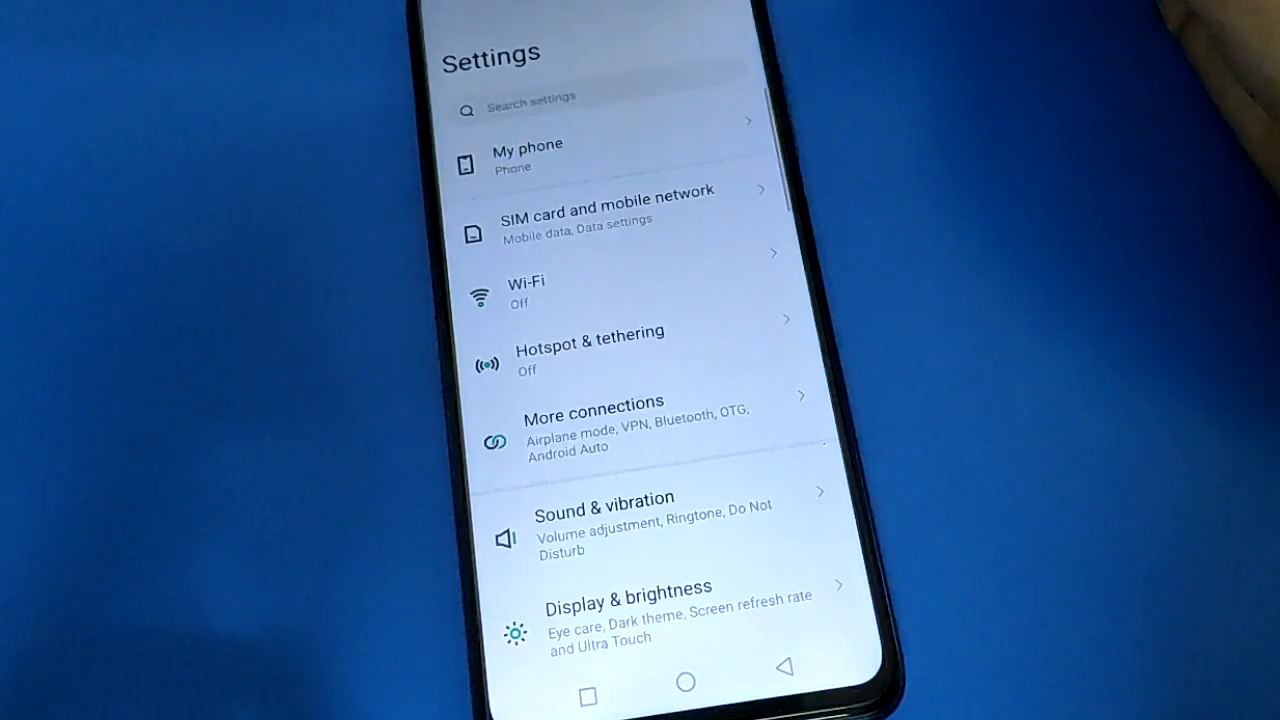 Settings
Search settings
My phone
Phone
SIM card and mobile network
Mobile data, Data settings
Wi-Fi
Off
Hotspot & tethering
Off
More connections
Airplane mode, VPN, Bluetooth, OTG,
Android Auto
Sound & vibration
Volume adjustment, Ringtone, Do Not
Disturb
Display & brightness
Eye care, Dark theme, Screen refresh rate
and Ultra Touch